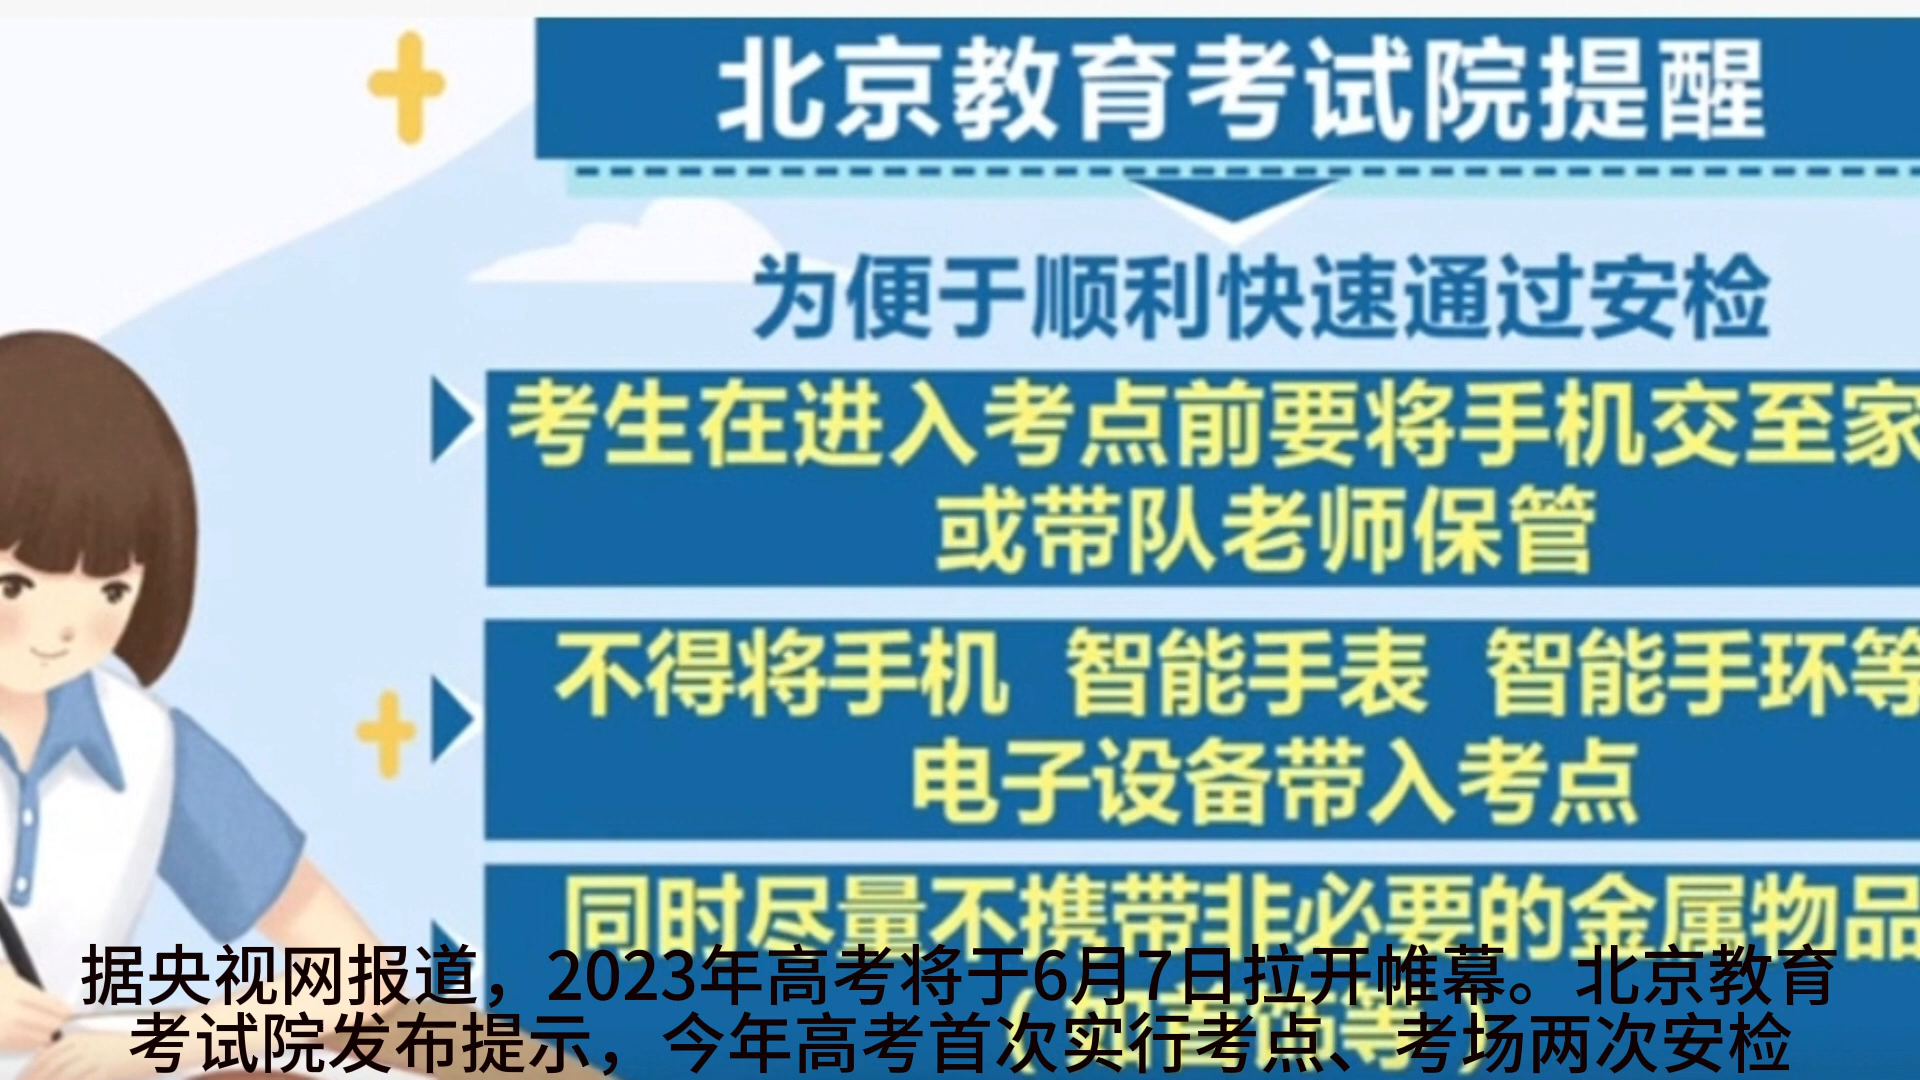 北京教育考试院提醒
为便于顺利快速通过安检
考生在进入考点前要将手机交至家
或带队老师保管
不得将手机 智能手表 智能手环等
电子设备带入考点
同时尽量不携带非必要的金属物品
据央视网报道，2023年高考将于6月7日拉开帷幕。北京教育
考试院发布提示，今年高考首次实行考点、考场两次安检